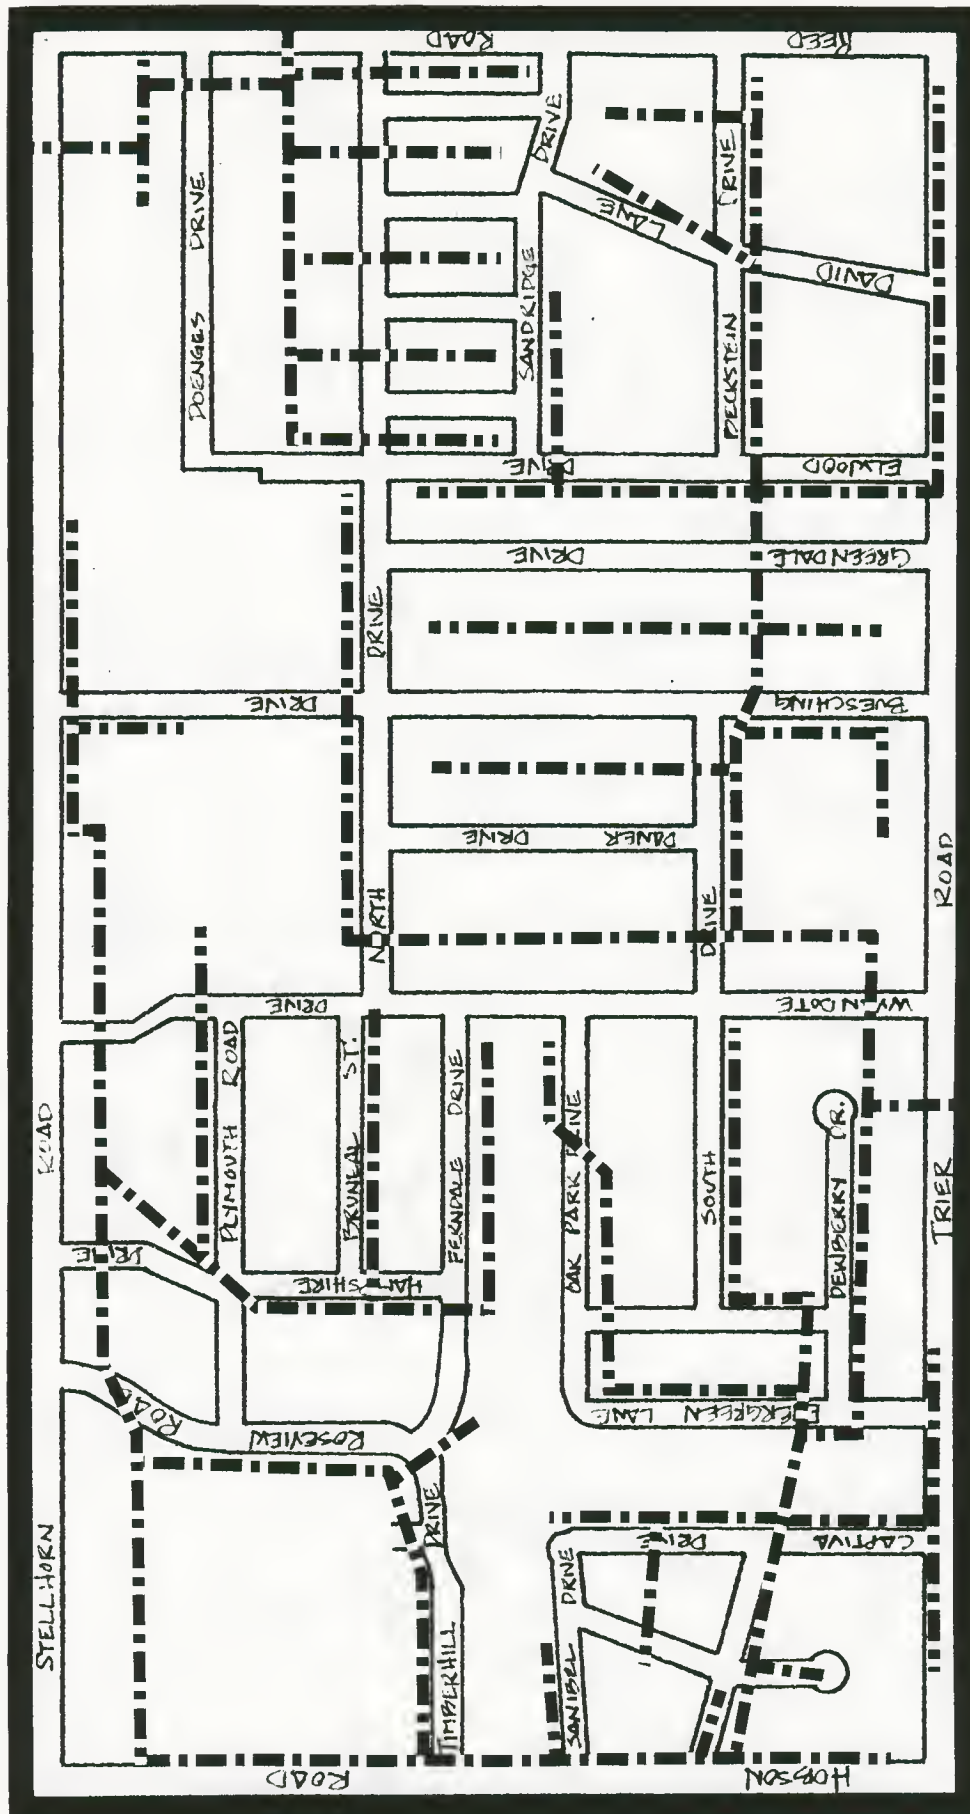 REED ROAD
DOENGES DRIVE
SANDRIDGE DRIVE
DAVID LANE
BECKSTEIN DRIVE
ELWOOD DRIVE
GREENDALE DRIVE
BUESCHING DRIVE
DANER DRIVE
NORTH DRIVE
SOUTH DRIVE
WYANDOTE DRIVE
STELLHORN ROAD
PLYMOUTH ROAD
BRUNEAL ST.
FERNDALE DRIVE
OAK PARK DRIVE
DEWBERRY DR.
TRIER ROAD
HAMPSHIRE DRIVE
EVERGREEN LANE
ROSEVIEW ROAD
TIMBERHILL DRIVE
CAPTIVA DRIVE
SANIBEL DRIVE
HOBSON ROAD